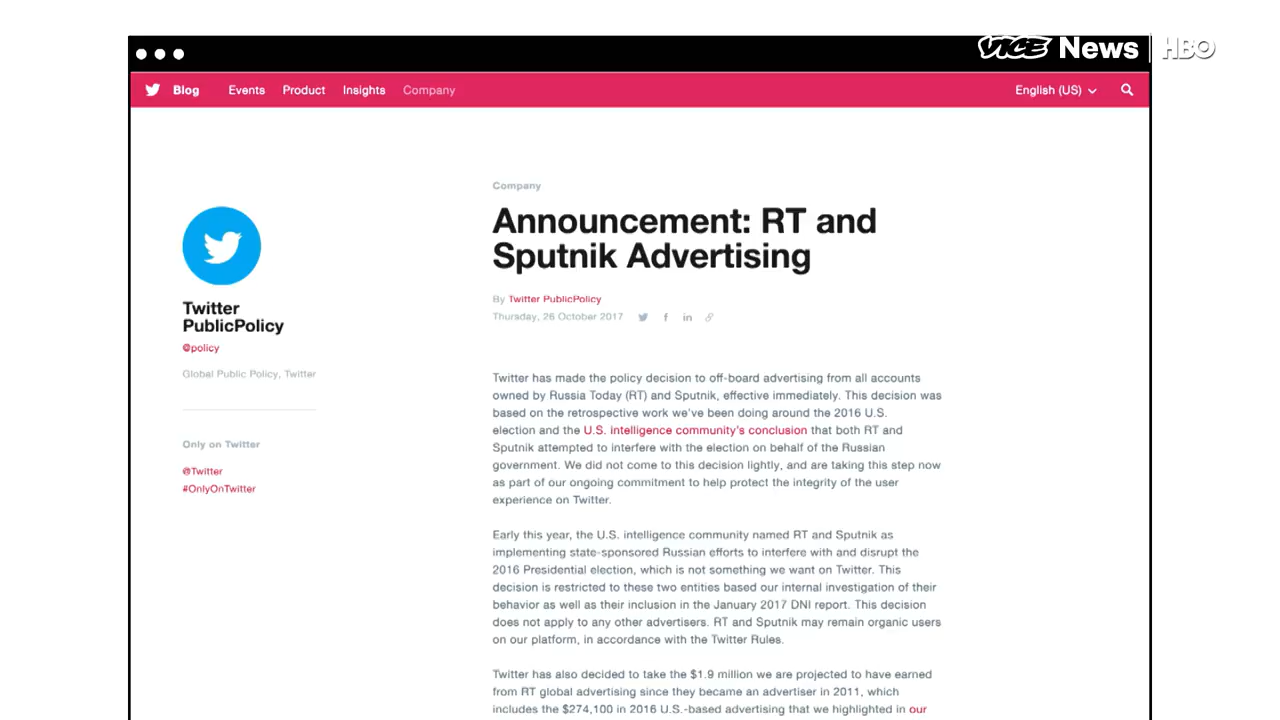 VICE News | HBO
Blog Events Product Insights Company English (US)
Company
Announcement: RT and
Sputnik Advertising
By Twitter PublicPolicy
Thursday, 26 October 2017
Twitter
PublicPolicy
@policy
Global Public Policy, Twitter
Only on Twitter
@Twitter
#OnlyOnTwitter
Twitter has made the policy decision to off-board advertising from all accounts
owned by Russia Today (RT) and Sputnik, effective immediately. This decision was
based on the retrospective work we've been doing around the 2016 U.S.
election and the U.S. intelligence community's conclusion that both RT and
Sputnik attempted to interfere with the election on behalf of the Russian
government. We did not come to this decision lightly, and are taking this step now
as part of our ongoing commitment to help protect the integrity of the user
experience on Twitter.
Early this year, the U.S. intelligence community named RT and Sputnik as
implementing state-sponsored Russian efforts to interfere with and disrupt the
2016 Presidential election, which is not something we want on Twitter. This
decision is restricted to these two entities based our internal investigation of their
behavior as well as their inclusion in the January 2017 DNI report. This decision
does not apply to any other advertisers. RT and Sputnik may remain organic users
on our platform, in accordance with the Twitter Rules.
Twitter has also decided to take the $1.9 million we are projected to have earned
from RT global advertising since they became an advertiser in 2011, which
includes the $274,100 in 2016 U.S.-based advertising that we highlighted in our